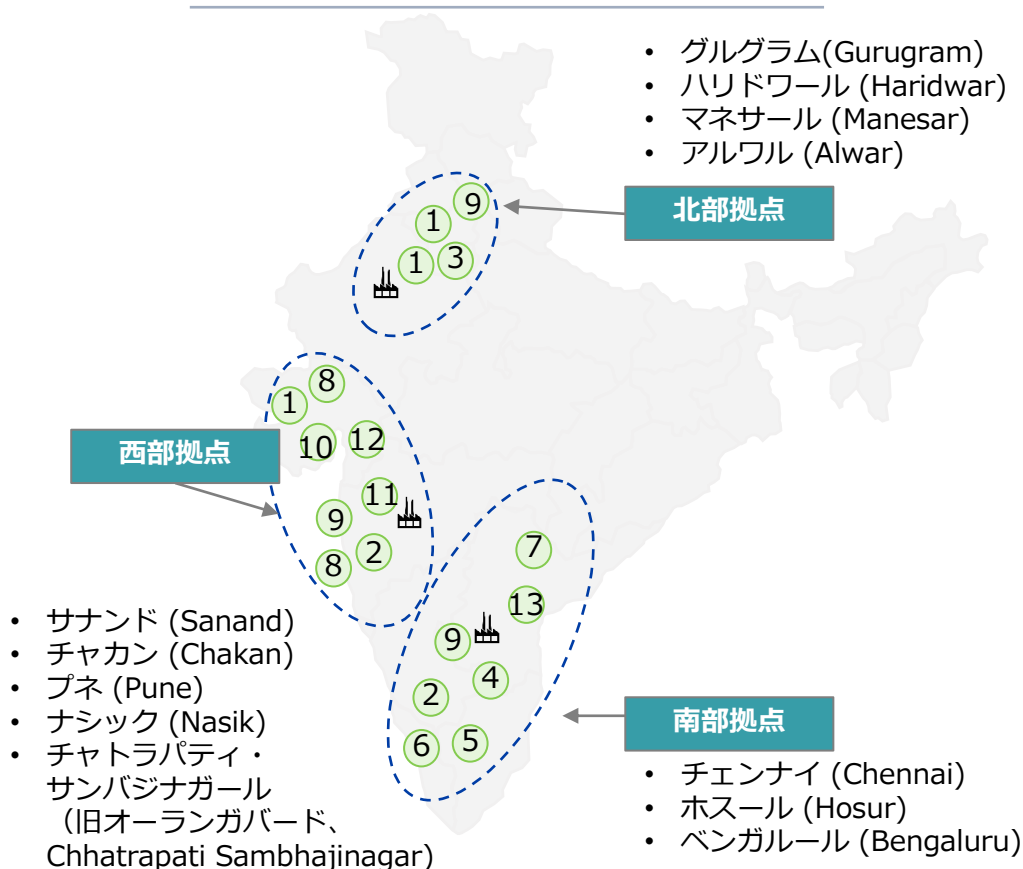 • グルグラム(Gurugram)
• ハリドワール (Haridwar)
• マネサール (Manesar)
• アルワル (Alwar)
北部拠点
9
1
1
3
8
1
10
12
西部拠点
11
9
2
8
7
13
9
4
2
6
5
• サナンド (Sanand)
• チャカン (Chakan)
• プネ (Pune)
• ナシック (Nasik)
• チャトラパティ・
サンバジナガール
（旧オーランガバード、
Chhatrapati Sambhajinagar)
南部拠点
• チェンナイ (Chennai)
• ホスール (Hosur)
• ベンガルール (Bengaluru)